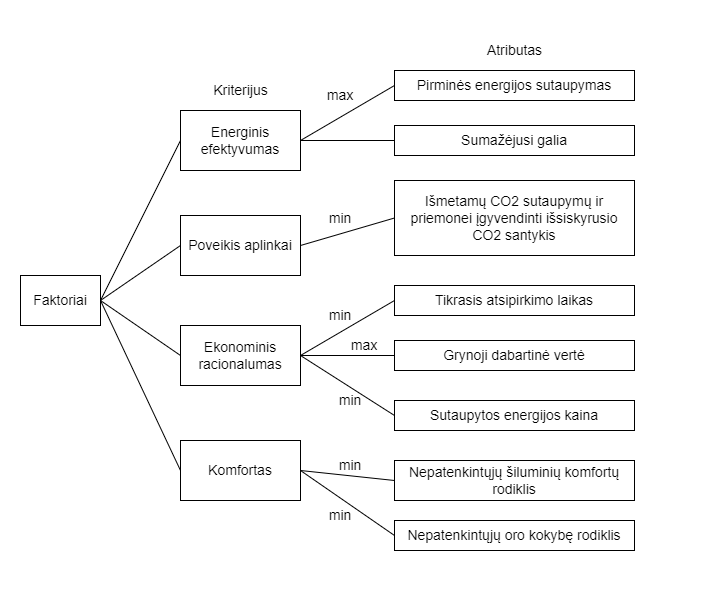 Atributas
Kriterijus
max
Pirminės energijos sutaupymas
Energinis
efektyvumas
Sumažėjusi galia
Išmetamų CO2 sutaupymų ir
priemonei įgyvendinti išsiskyrusio
CO2 santykis
min
Poveikis aplinkai
Faktoriai
min
Tikrasis atsipirkimo laikas
Ekonominis
racionalumas
max
Grynoji dabartinė vertė
min
Sutaupytos energijos kaina
Komfortas
min
Nepatenkintųjų šiluminių komfortų
rodiklis
min
Nepatenkintųjų oro kokybę rodiklis